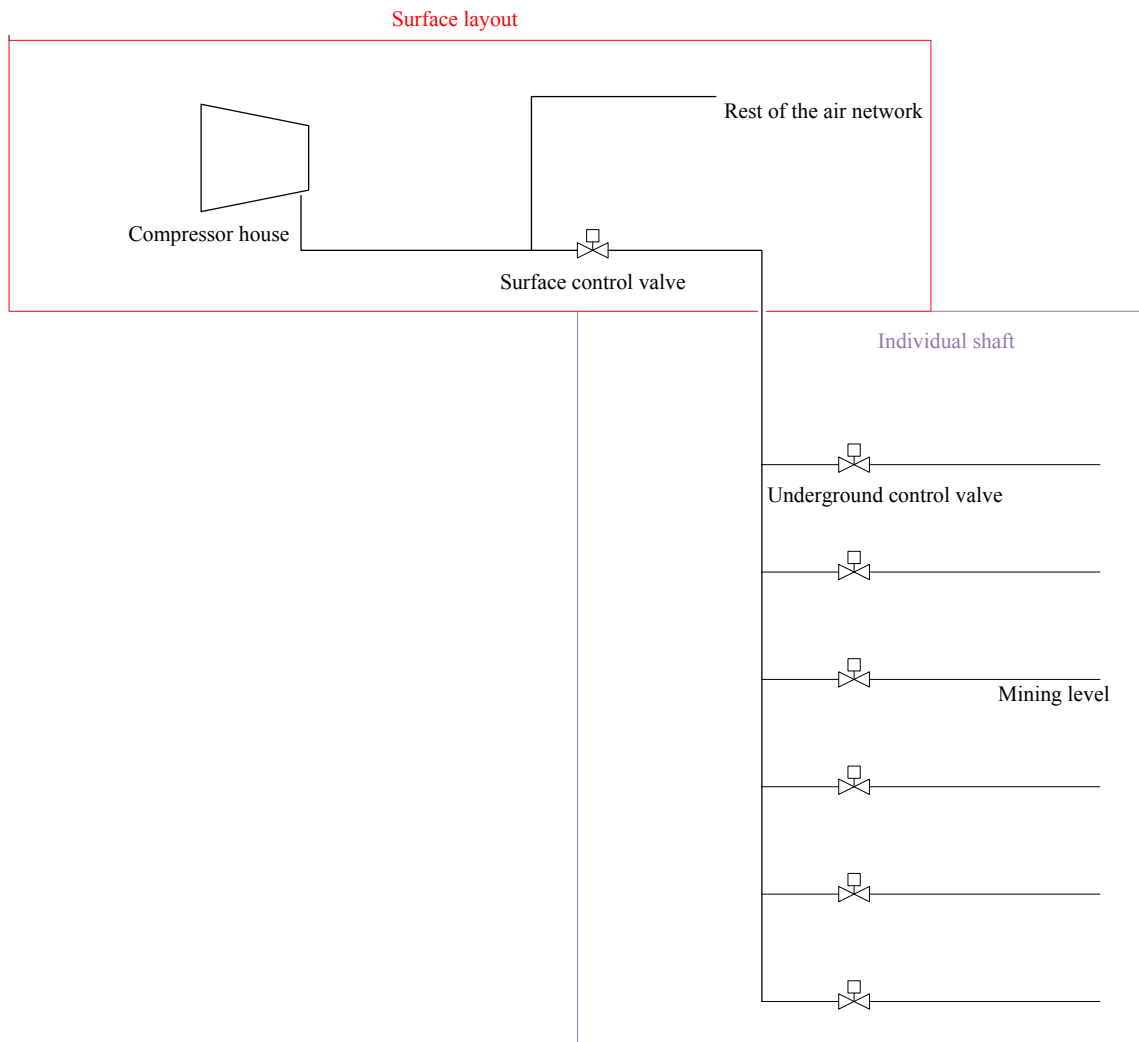 Surface layout
Rest of the air network
Compressor house
Surface control valve
Individual shaft
Underground control valve
Mining level